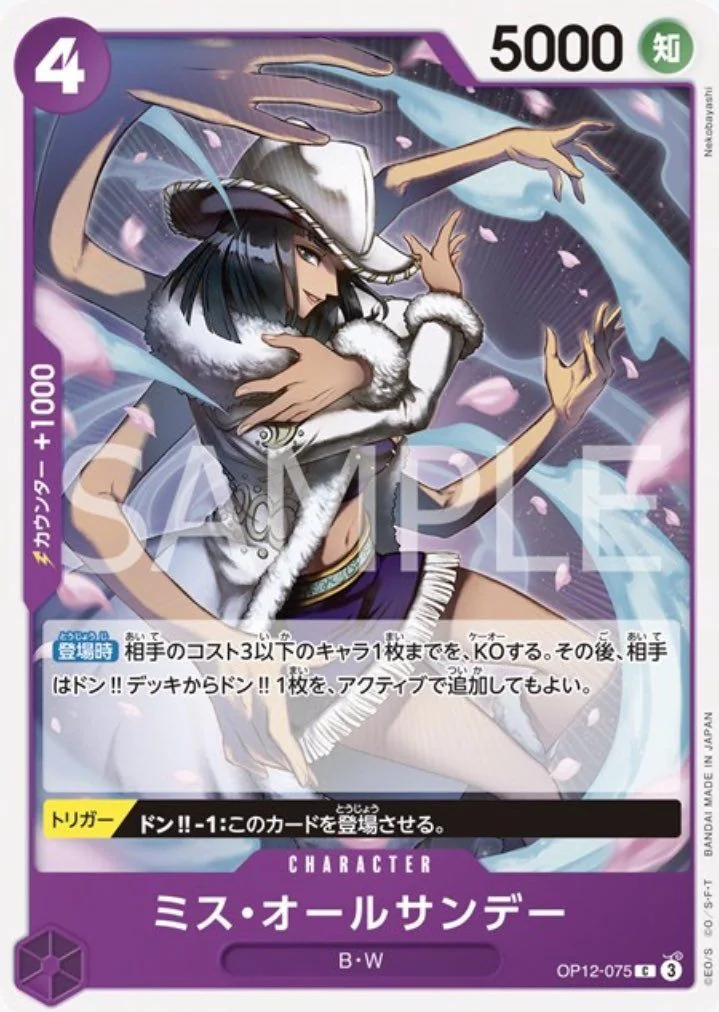 4
5000
知
Nekobayashi
カウンター +1000
SAMPLE
登場時 相手のコスト3以下のキャラ1枚までを、KOする。その後、相手
はドン!!デッキからドン!!1枚を、アクティブで追加してもよい。
トリガー ドン!!-1:このカードを登場させる。
CHARACTER
ミス・オールサンデー
B・W
OP12-075 C 3
©EO/S ©O/S·F·T BANDAI MADE IN JAPAN